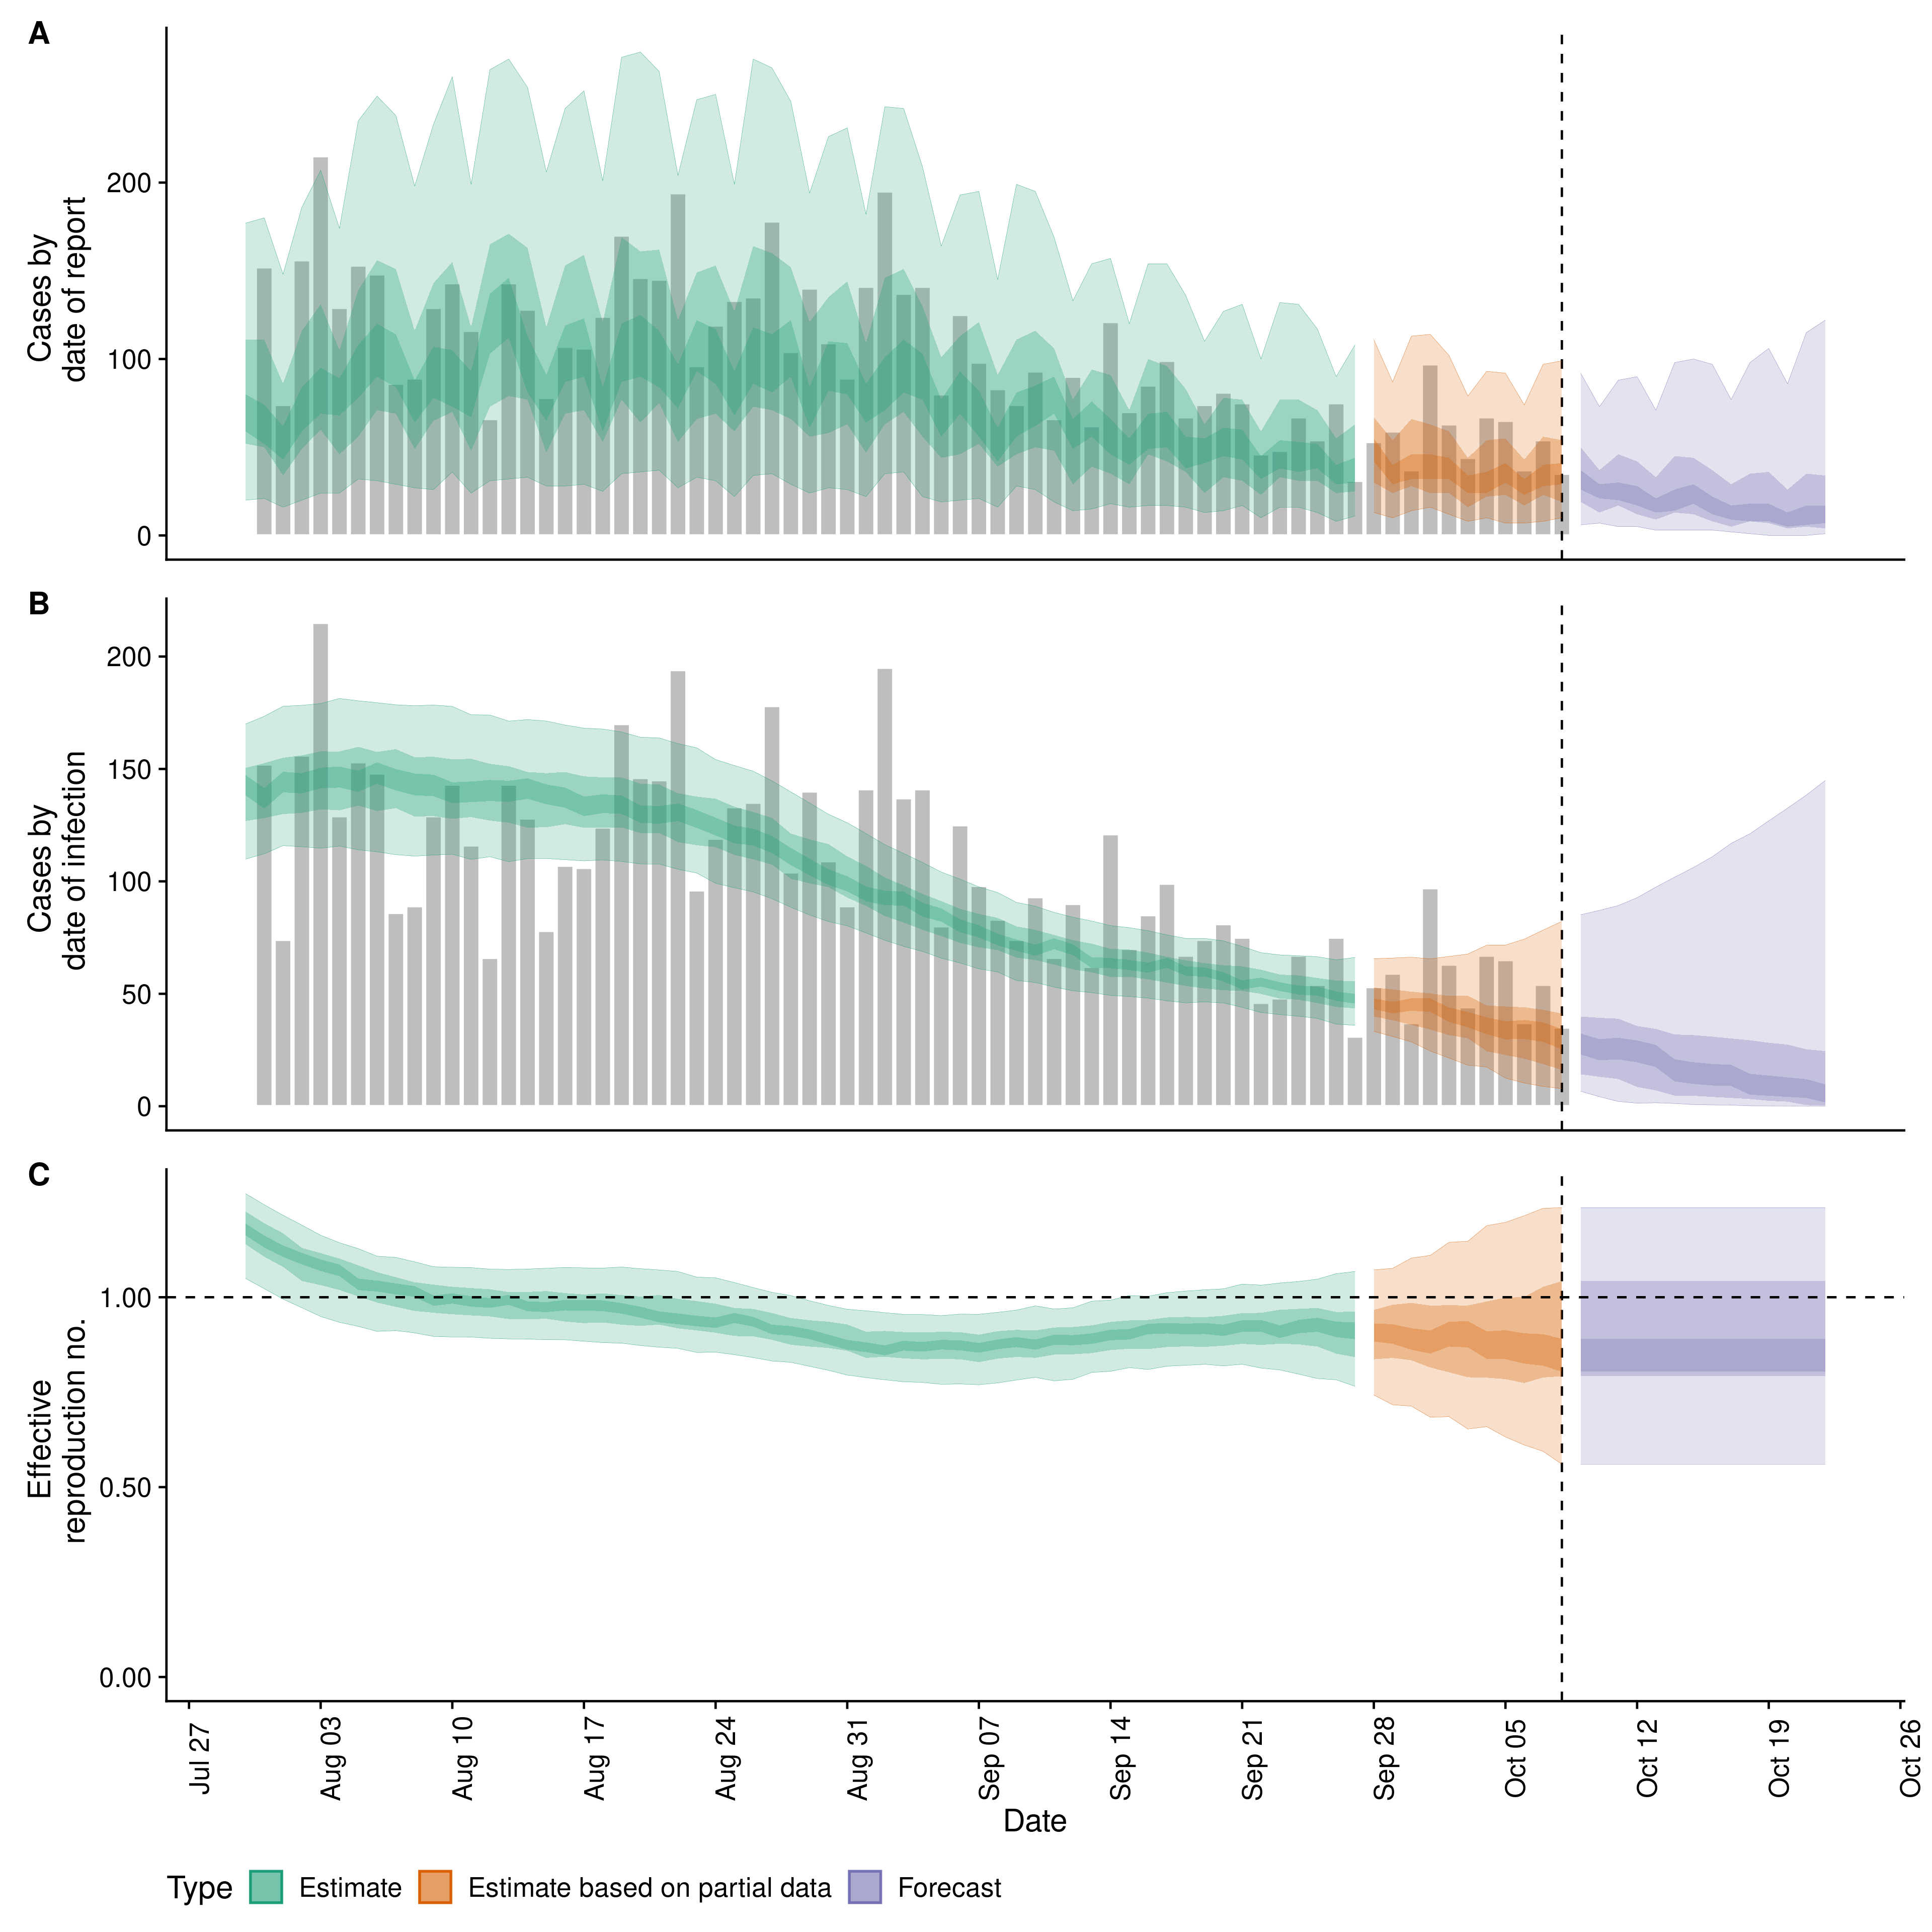 A
Cases by
date of report
200
100
0
B
Cases by
date of infection
200
150
100
50
0
C
Effective
reproduction no.
1.00
0.50
0.00
Jul 27
Aug 03
Aug 10
Aug 17
Aug 24
Aug 31
Sep 07
Sep 14
Sep 21
Sep 28
Oct 05
Oct 12
Oct 19
Oct 26
Date
Type Estimate Estimate based on partial data Forecast